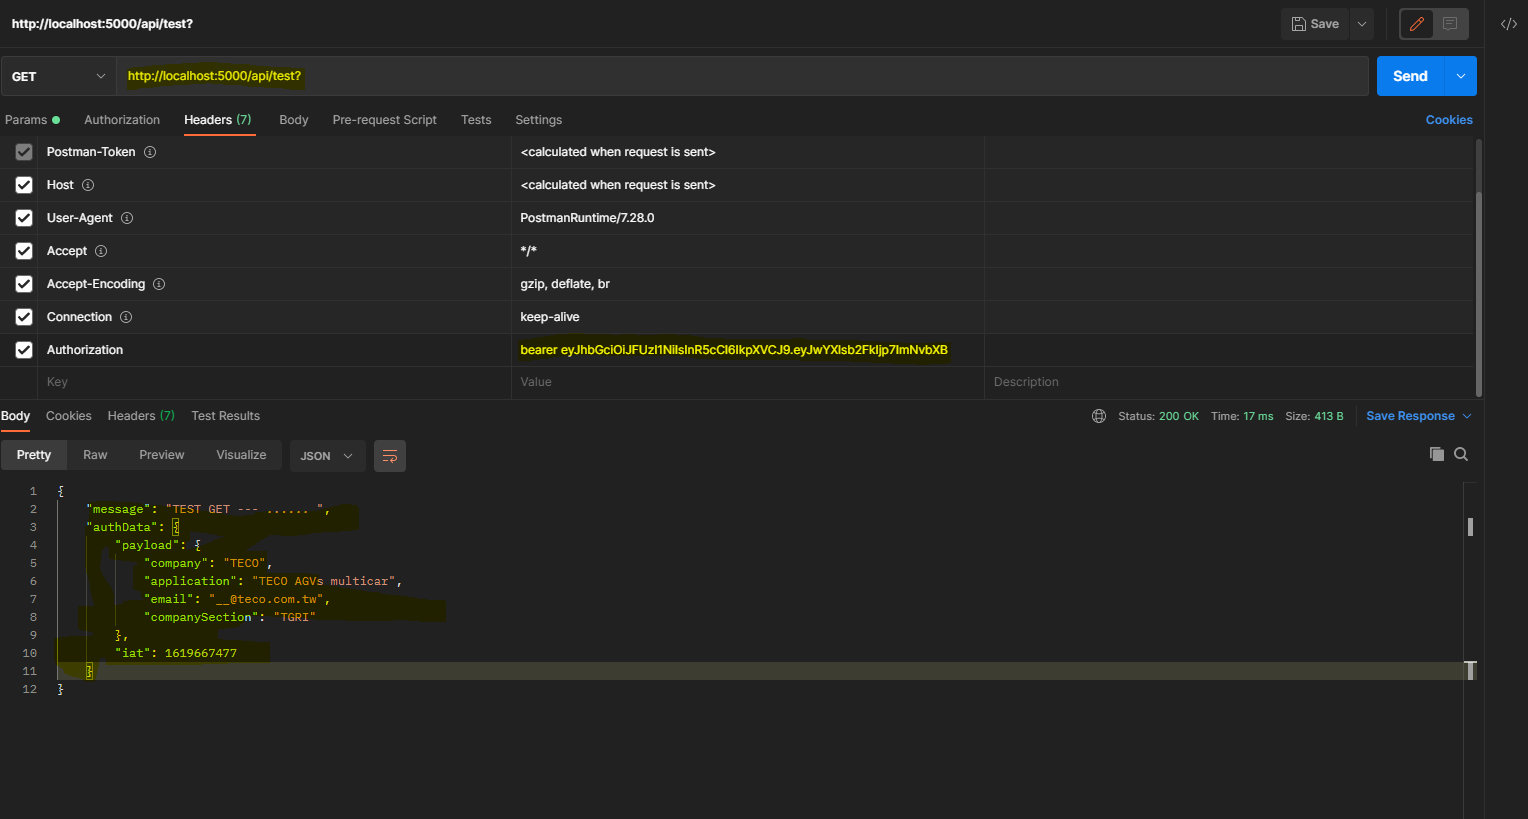 http://localhost:5000/api/test?
Save
GET http://localhost:5000/api/test? Send
Params Authorization Headers (7) Body Pre-request Script Tests Settings Cookies
Postman-Token <calculated when request is sent>
Host <calculated when request is sent>
User-Agent PostmanRuntime/7.28.0
Accept */*
Accept-Encoding gzip, deflate, br
Connection keep-alive
Authorization bearer eyJhbGciOiJFUzI1NiIsInR5cCI6IkpXVCJ9.eyJwYXlsb2FkIjp7ImNvbXB
Key Value Description
Body Cookies Headers (7) Test Results Status: 200 OK Time: 17 ms Size: 413 B Save Response
Pretty Raw Preview Visualize JSON
1 {
2 "message": "TEST GET --- ...... ",
3 "authData": {
4 "payload": {
5 "company": "TECO",
6 "application": "TECO AGVs multicar",
7 "email": "__@teco.com.tw",
8 "companySection": "TGRI"
9 },
10 "iat": 1619667477
11 }
12 }